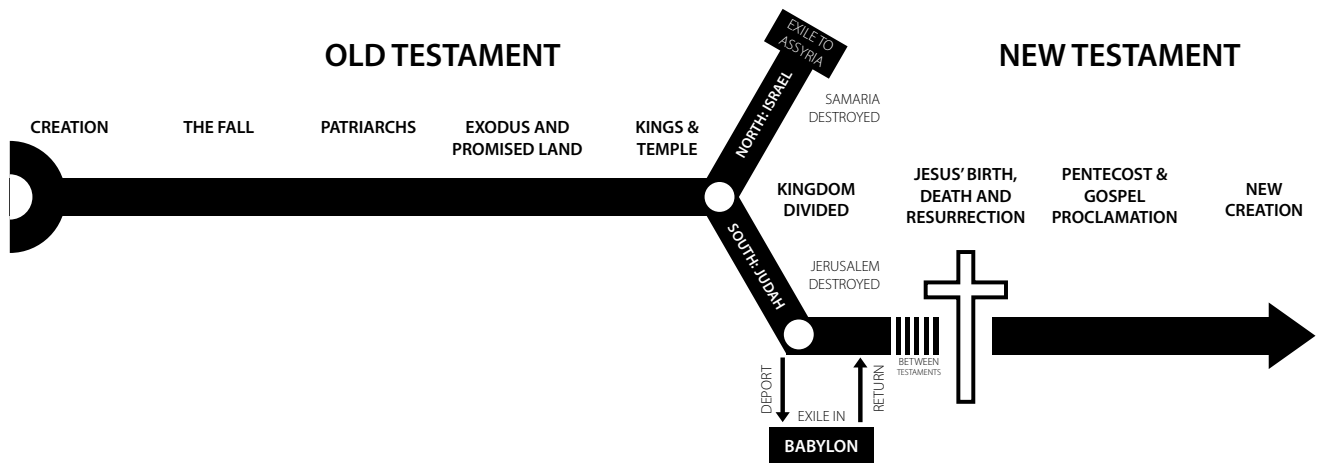 OLD TESTAMENT
NEW TESTAMENT
EXILE TO
ASSYRIA
NORTH: ISRAEL
SAMARIA
DESTROYED
CREATION
THE FALL
PATRIARCHS
EXODUS AND
PROMISED LAND
KINGS &
TEMPLE
KINGDOM
DIVIDED
JESUS’ BIRTH,
DEATH AND
RESURRECTION
PENTECOST &
GOSPEL
PROCLAMATION
NEW
CREATION
SOUTH: JUDAH
JERUSALEM
DESTROYED
BETWEEN
TESTAMENTS
DEPORT
RETURN
EXILE IN
BABYLON